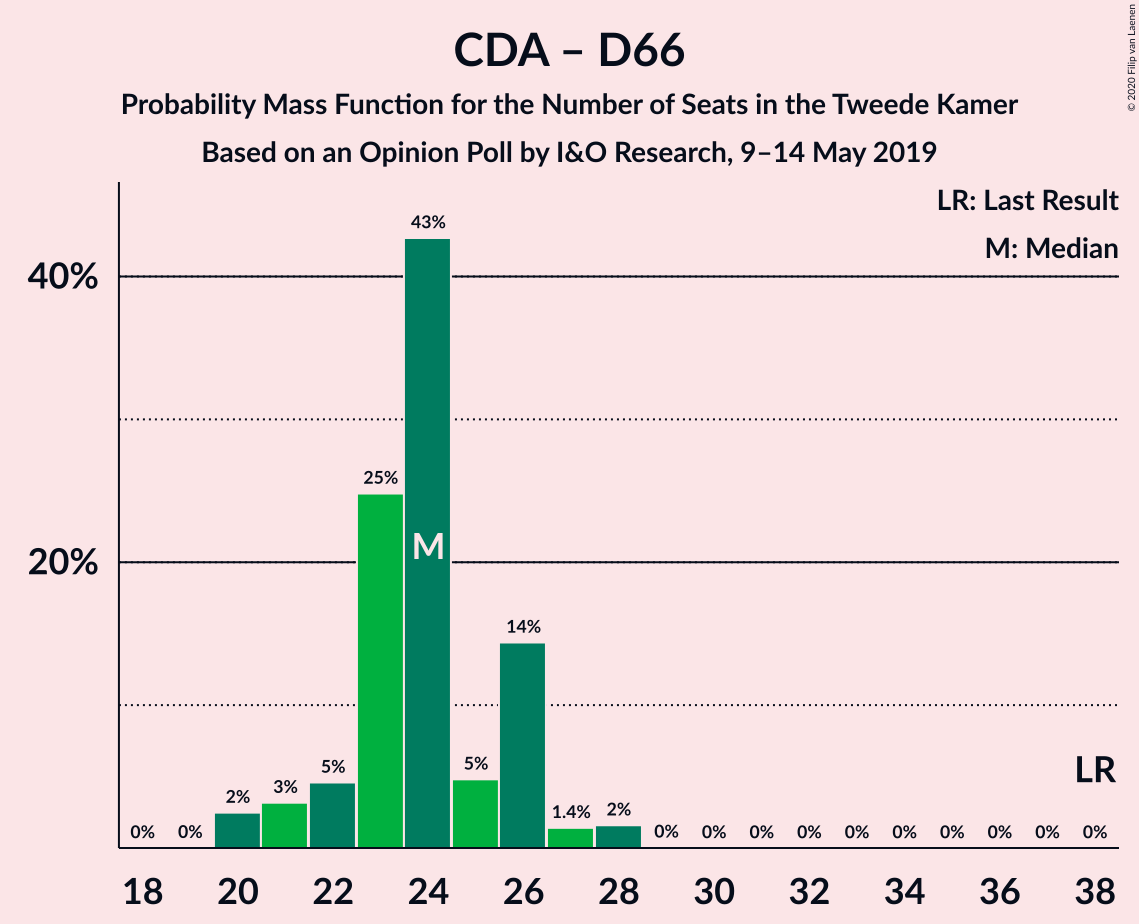 CDA – D66
Probability Mass Function for the Number of Seats in the Tweede Kamer
Based on an Opinion Poll by I&O Research, 9–14 May 2019
© 2020 Filip van Laenen
LR: Last Result
M: Median
43%
40%
25%
M
20%
14%
5%
5%
LR
2%
3%
1.4%
2%
0% 0% 0% 0% 0% 0% 0% 0% 0% 0% 0% 0%
18 20 22 24 26 28 30 32 34 36 38